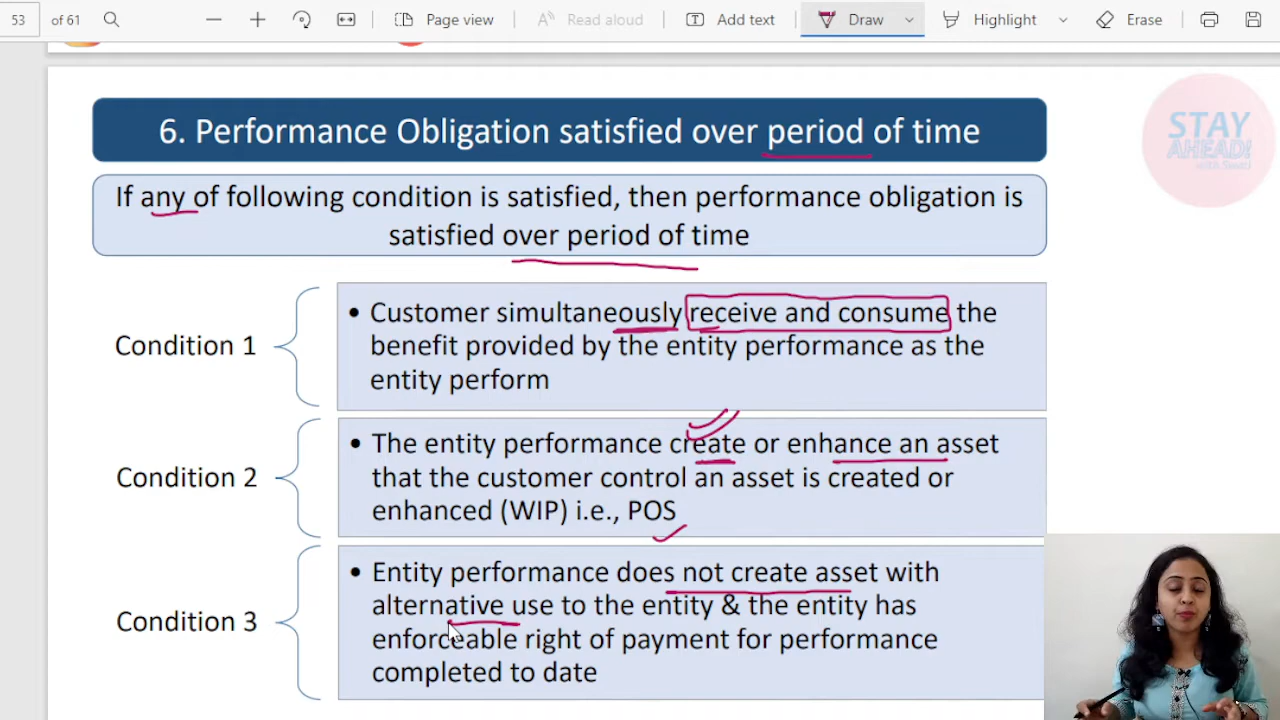 53 of 61 Page view Read aloud Add text Draw Highlight Erase
6. Performance Obligation satisfied over period of time
STAY
AHEAD!
with Swati
If any of following condition is satisfied, then performance obligation is
satisfied over period of time
Condition 1
• Customer simultaneously receive and consume the
benefit provided by the entity performance as the
entity perform
Condition 2
• The entity performance create or enhance an asset
that the customer control an asset is created or
enhanced (WIP) i.e., POS
Condition 3
• Entity performance does not create asset with
alternative use to the entity & the entity has
enforceable right of payment for performance
completed to date